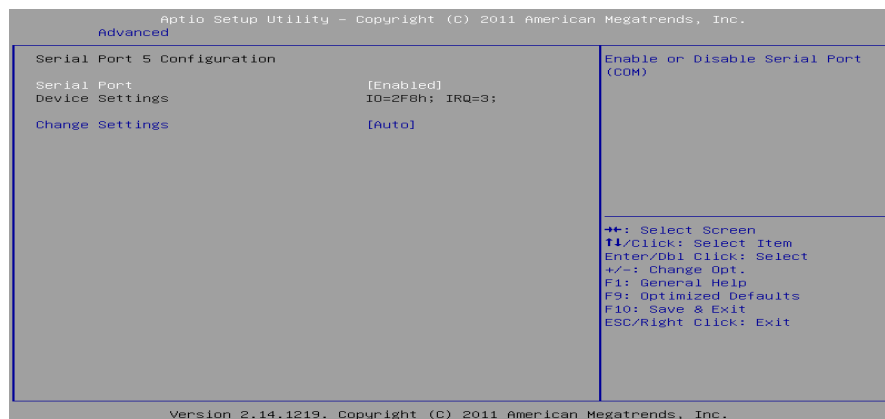 Aptio Setup Utility – Copyright (C) 2011 American Megatrends, Inc.
Advanced
Serial Port 5 Configuration
Serial Port [Enabled]
Device Settings IO=2F8h; IRQ=3;
Change Settings [Auto]
Enable or Disable Serial Port
(COM)
→←: Select Screen
↑↓/Click: Select Item
Enter/Dbl Click: Select
+/-: Change Opt.
F1: General Help
F9: Optimized Defaults
F10: Save & Exit
ESC/Right Click: Exit
Version 2.14.1219. Copyright (C) 2011 American Megatrends, Inc.